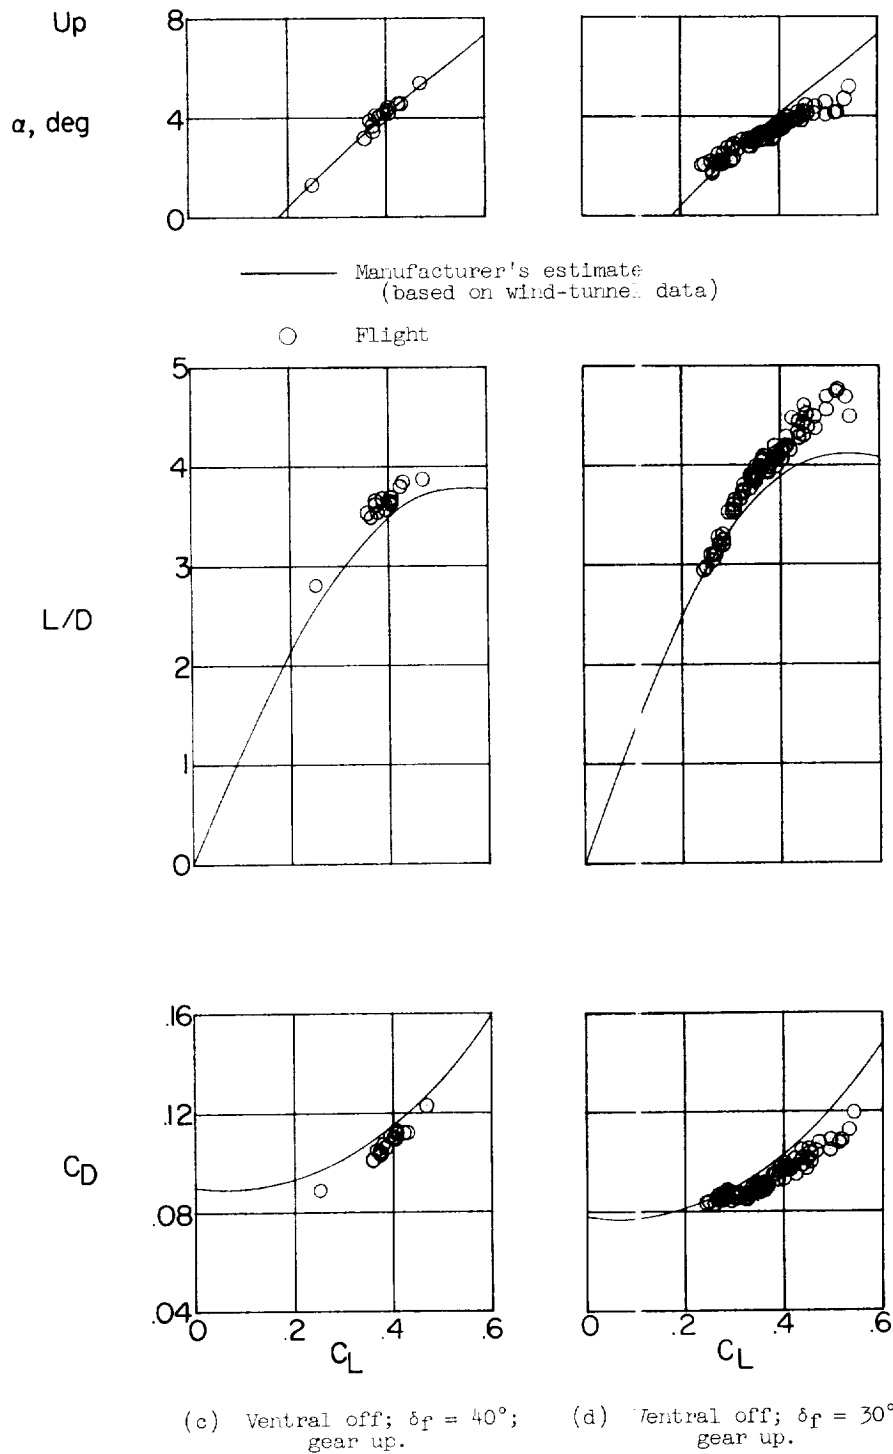 Up
8
α, deg
4
0
Manufacturer's estimate
(based on wind-tunnel data)
Flight
5
4
3
L/D
2
1
0
.16
.12
C_D
.08
.04
0 .2 .4 .6 0 .2 .4 .6
C_L C_L
(c) Ventral off; δf = 40°;
gear up.
(d) Ventral off; δf = 30°
gear up.